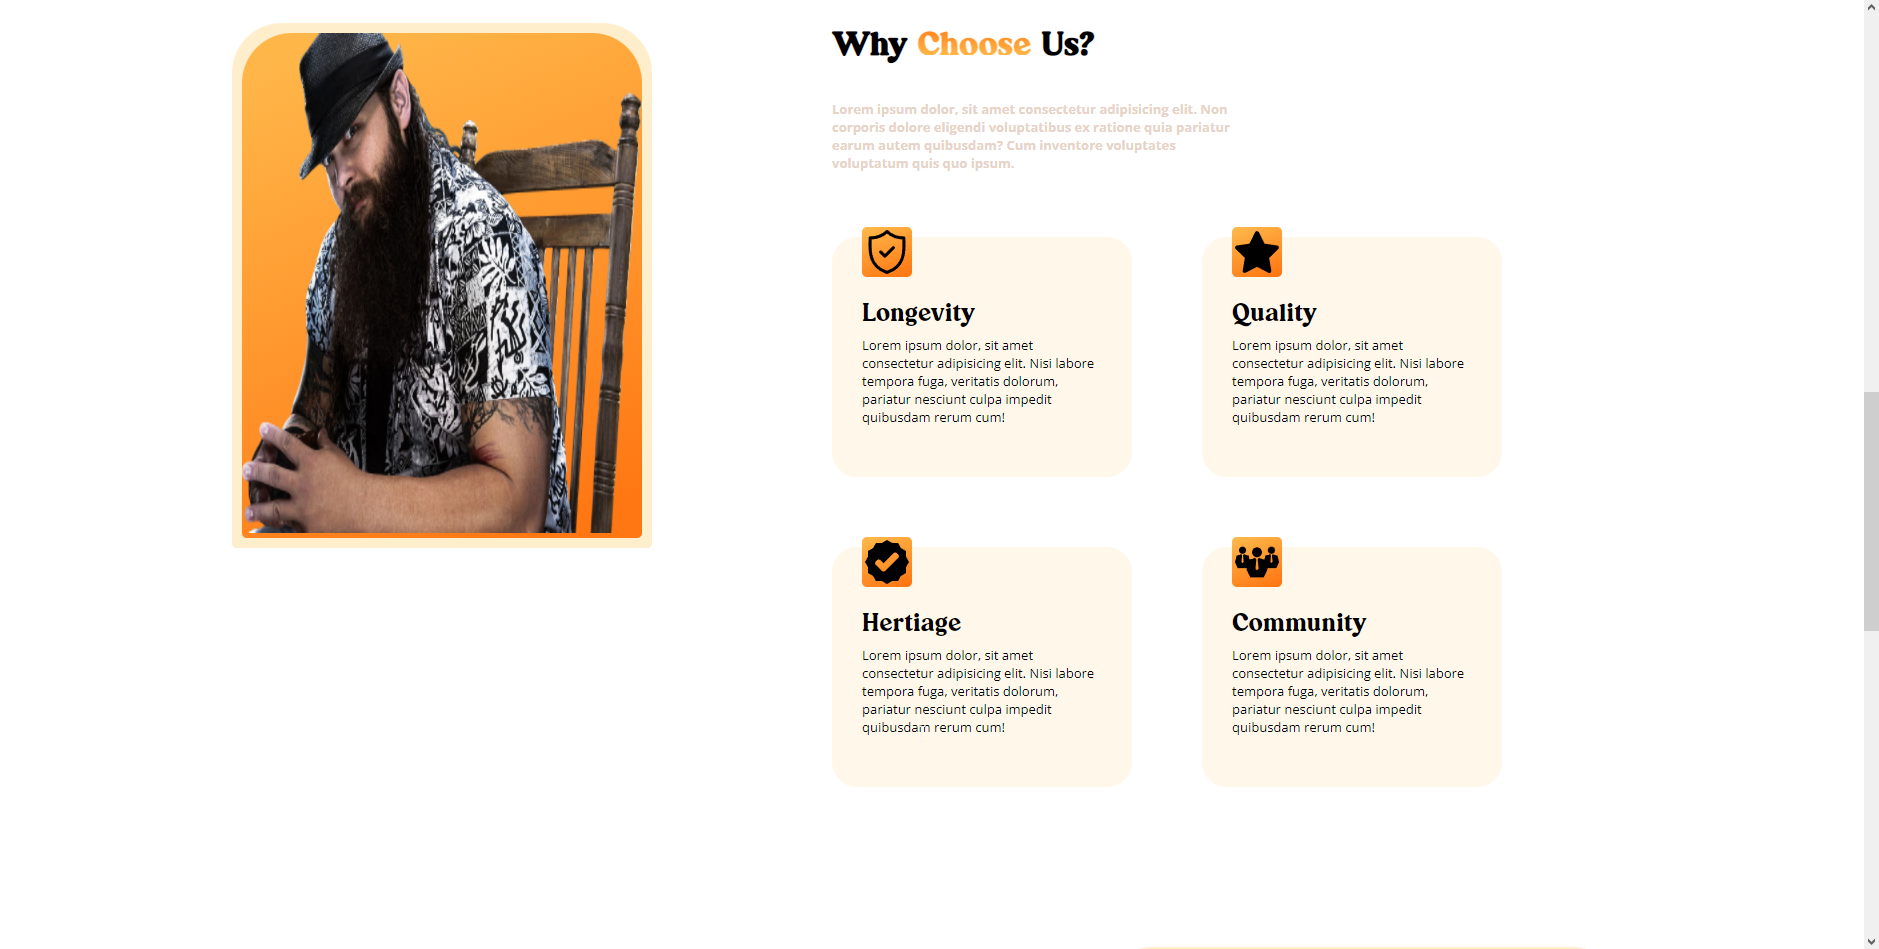 Why Choose Us?
Lorem ipsum dolor, sit amet consectetur adipisicing elit. Non
corporis dolore eligendi voluptatibus ex ratione quia pariatur
earum autem quibusdam? Cum inventore voluptates
voluptatum quis quo ipsum.
Longevity
Lorem ipsum dolor, sit amet
consectetur adipisicing elit. Nisi labore
tempora fuga, veritatis dolorum,
pariatur nesciunt culpa impedit
quibusdam rerum cum!
Quality
Lorem ipsum dolor, sit amet
consectetur adipisicing elit. Nisi labore
tempora fuga, veritatis dolorum,
pariatur nesciunt culpa impedit
quibusdam rerum cum!
Hertiage
Lorem ipsum dolor, sit amet
consectetur adipisicing elit. Nisi labore
tempora fuga, veritatis dolorum,
pariatur nesciunt culpa impedit
quibusdam rerum cum!
Community
Lorem ipsum dolor, sit amet
consectetur adipisicing elit. Nisi labore
tempora fuga, veritatis dolorum,
pariatur nesciunt culpa impedit
quibusdam rerum cum!